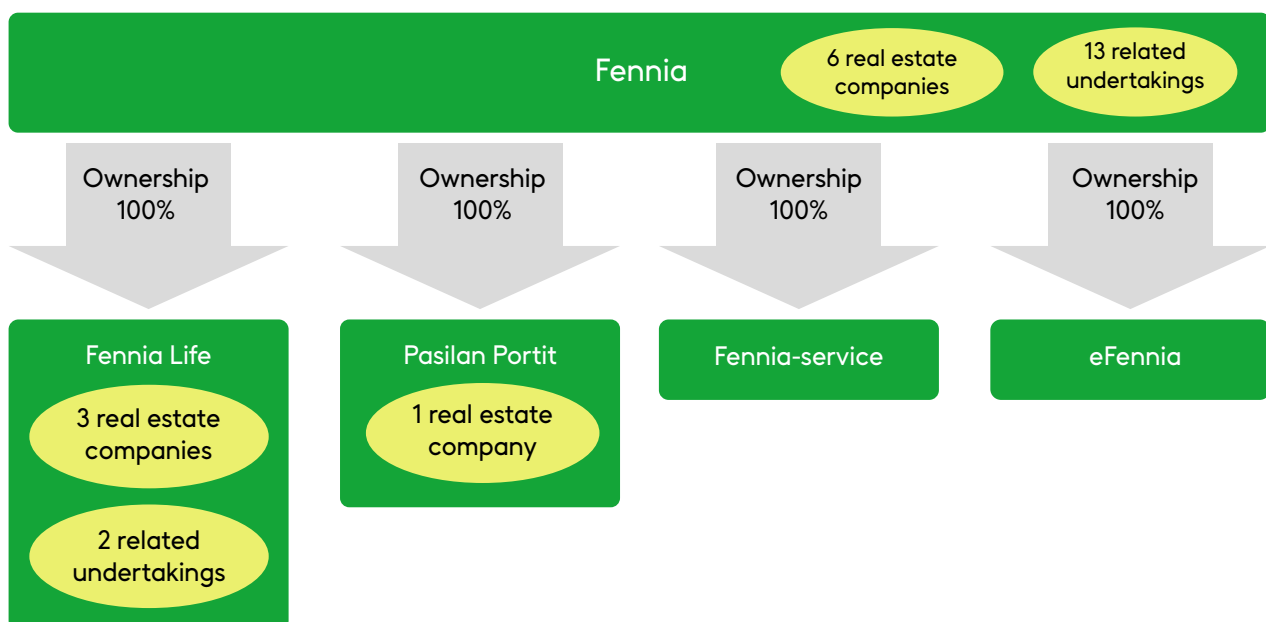 Fennia
6 real estate
companies
13 related
undertakings
Ownership
100%
Ownership
100%
Ownership
100%
Ownership
100%
Fennia Life
3 real estate
companies
2 related
undertakings
Pasilan Portit
1 real estate
company
Fennia-service
eFennia